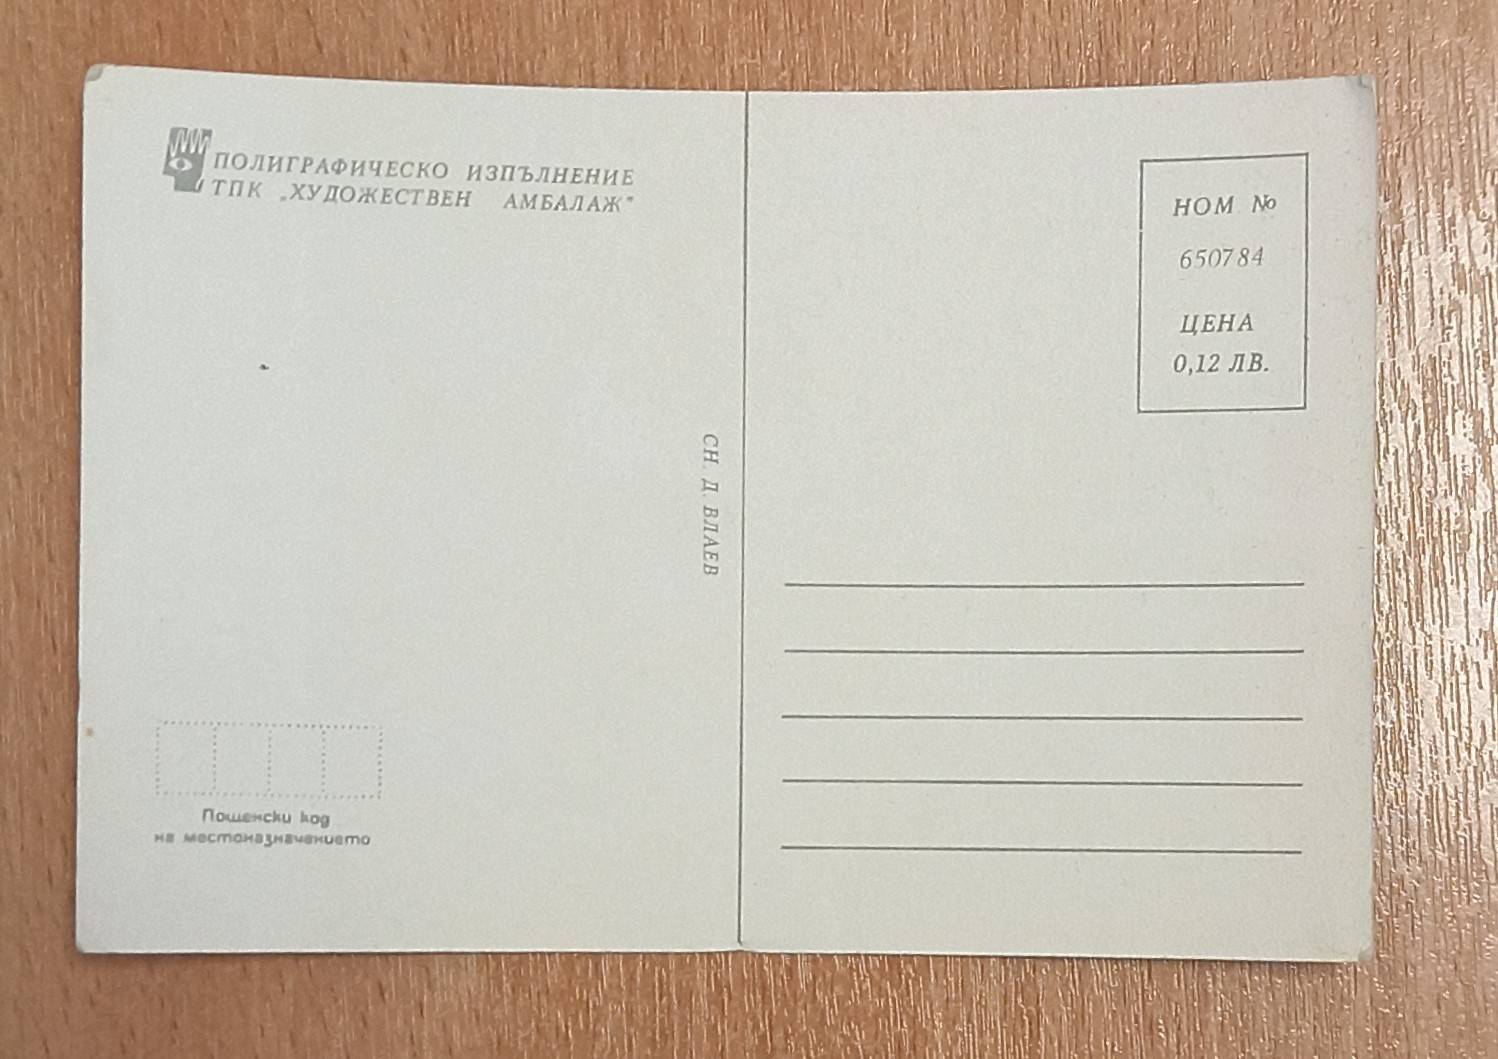 ПОЛИГРАФИЧЕСКО ИЗПЪЛНЕНИЕ
ТПК „ХУДОЖЕСТВЕН АМБАЛАЖ"
НОМ №
650784
ЦЕНА
0,12 ЛВ.
СН. Д. ВЛАЕВ
Пощенски код
на местоназначението